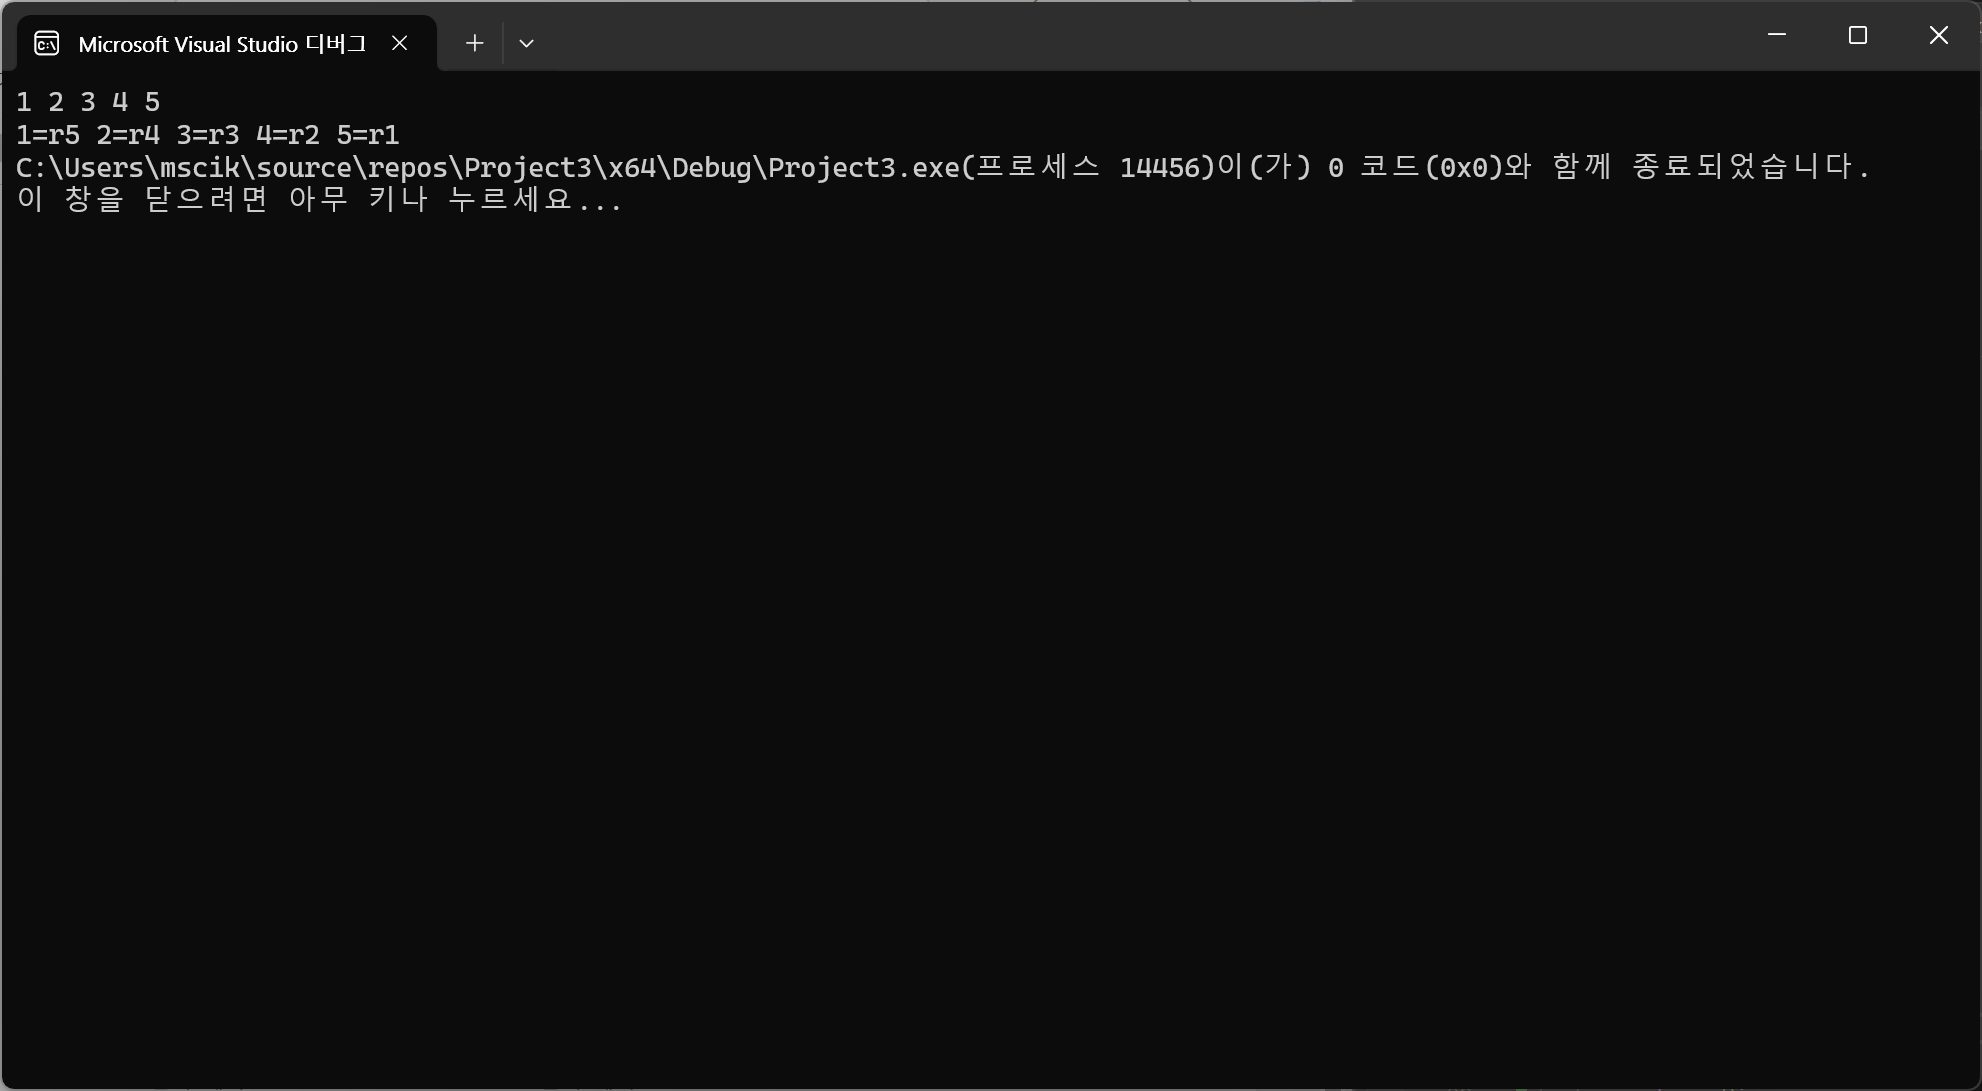 Microsoft Visual Studio 디버그
1 2 3 4 5
1=r5 2=r4 3=r3 4=r2 5=r1
C:\Users\mscik\source\repos\Project3\x64\Debug\Project3.exe(프로세스 14456)이(가) 0 코드(0x0)와 함께 종료되었습니다.
이 창을 닫으려면 아무 키나 누르세요...